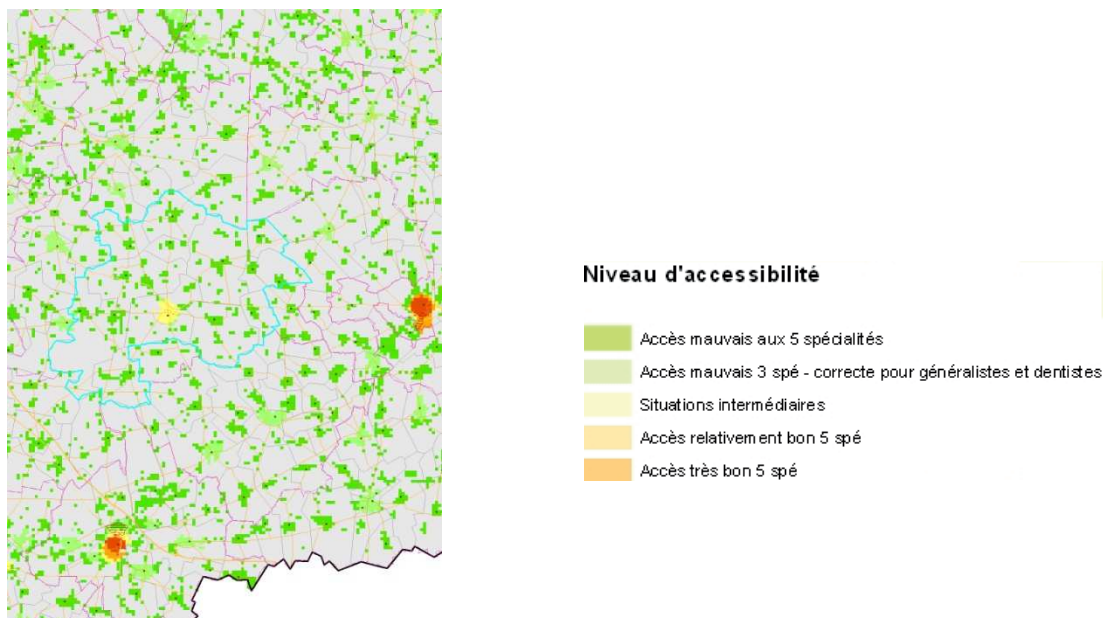 Niveau d'accessibilité
Accès mauvais aux 5 spécialités
Accès mauvais 3 spé - correcte pour généralistes et dentistes
Situations intermédiaires
Accès relativement bon 5 spé
Accès très bon 5 spé